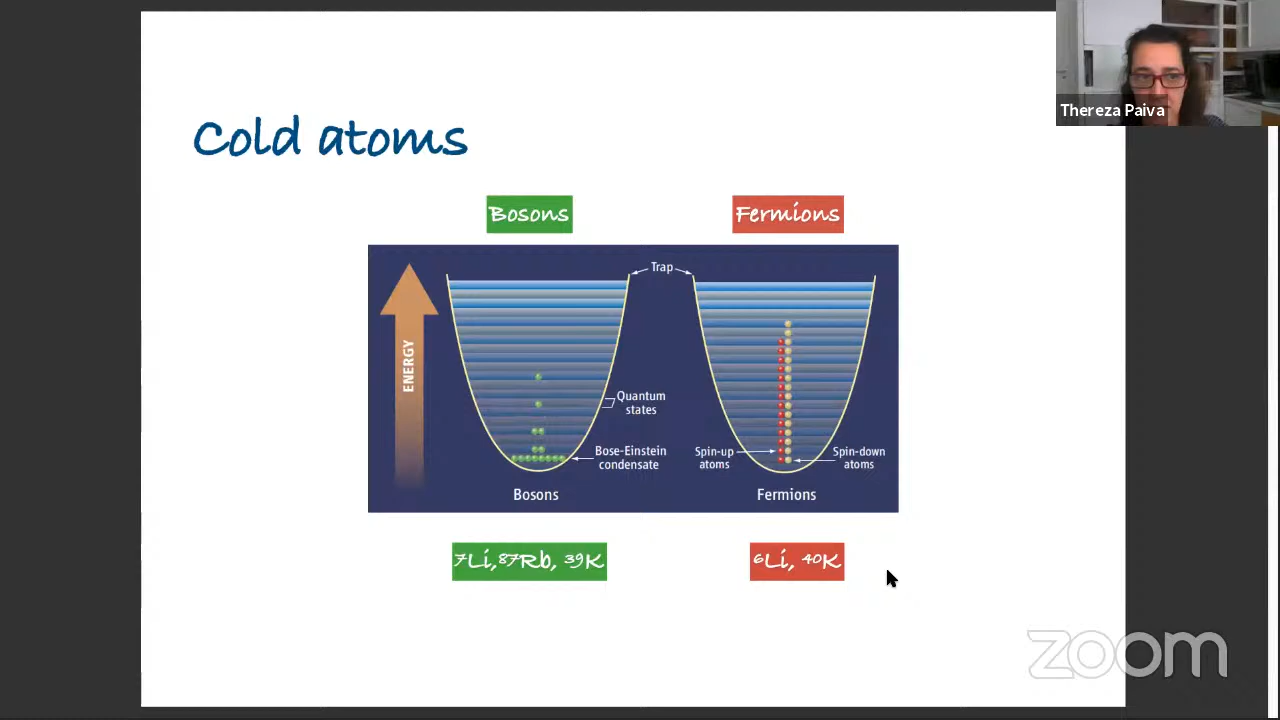 Thereza Paiva
Cold atoms
Bosons
Fermions
Trap
ENERGY
Quantum
states
Bose-Einstein
condensate
Spin-up
atoms
Spin-down
atoms
Bosons
Fermions
7Li,87Rb, 39K
6Li, 40K
zoom